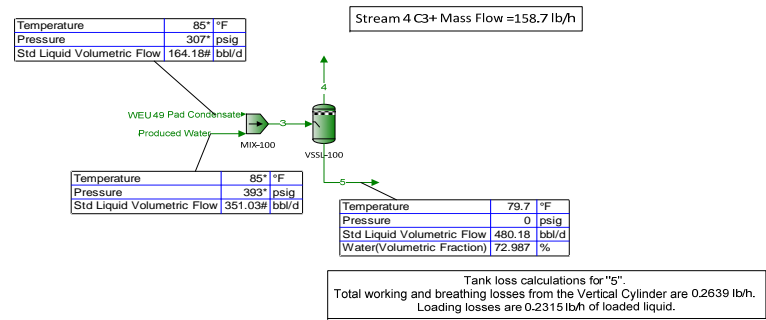 Stream 4 C3+ Mass Flow =158.7 lb/h
Temperature 85* °F
Pressure 307* psig
Std Liquid Volumetric Flow 164.18# bbl/d
4
WEU49 Pad Condensate
3
Produced Water
MIX-100
VSSL-100
5
Temperature 85* °F
Pressure 393* psig
Std Liquid Volumetric Flow 351.03# bbl/d
Temperature 79.7 °F
Pressure 0 psig
Std Liquid Volumetric Flow 480.18 bbl/d
Water(Volumetric Fraction) 72.987 %
Tank loss calculations for "5".
Total working and breathing losses from the Vertical Cylinder are 0.2639 lb/h.
Loading losses are 0.2315 lb/h of loaded liquid.